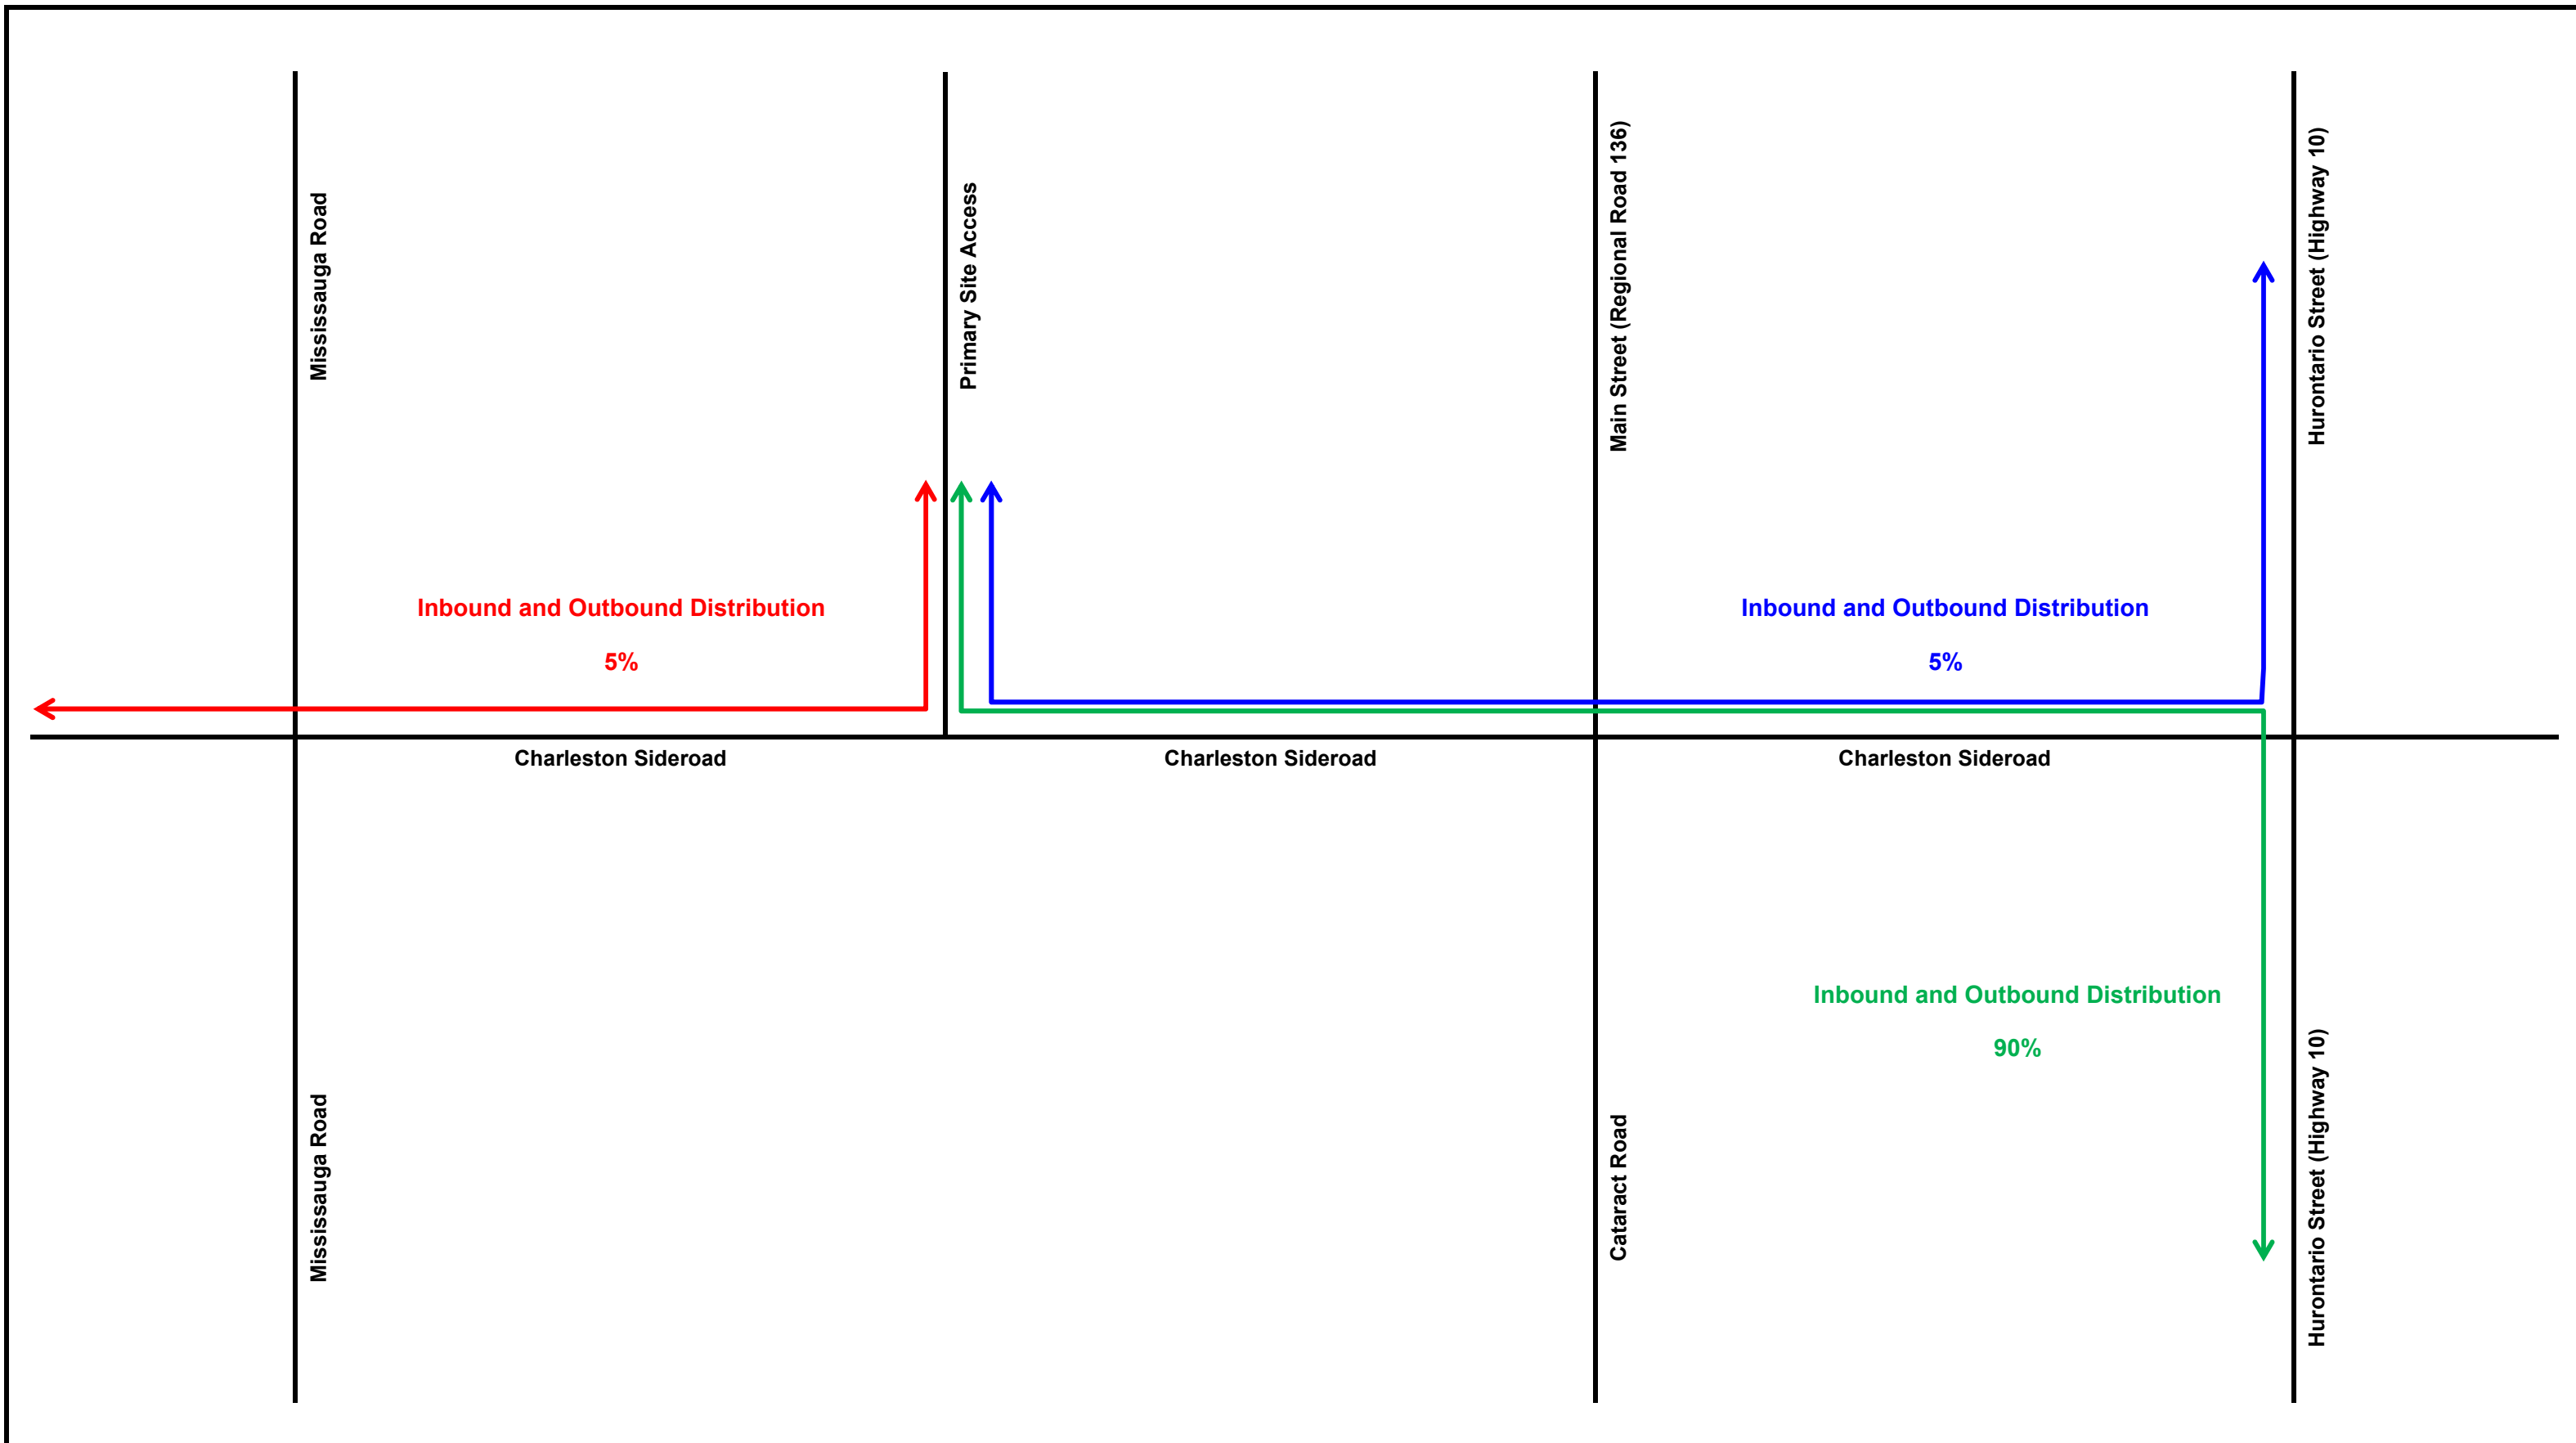 Mississauga Road
Primary Site Access
Main Street (Regional Road 136)
Hurontario Street (Highway 10)
Inbound and Outbound Distribution
5%
Inbound and Outbound Distribution
5%
Charleston Sideroad
Charleston Sideroad
Charleston Sideroad
Inbound and Outbound Distribution
90%
Mississauga Road
Cataract Road
Hurontario Street (Highway 10)